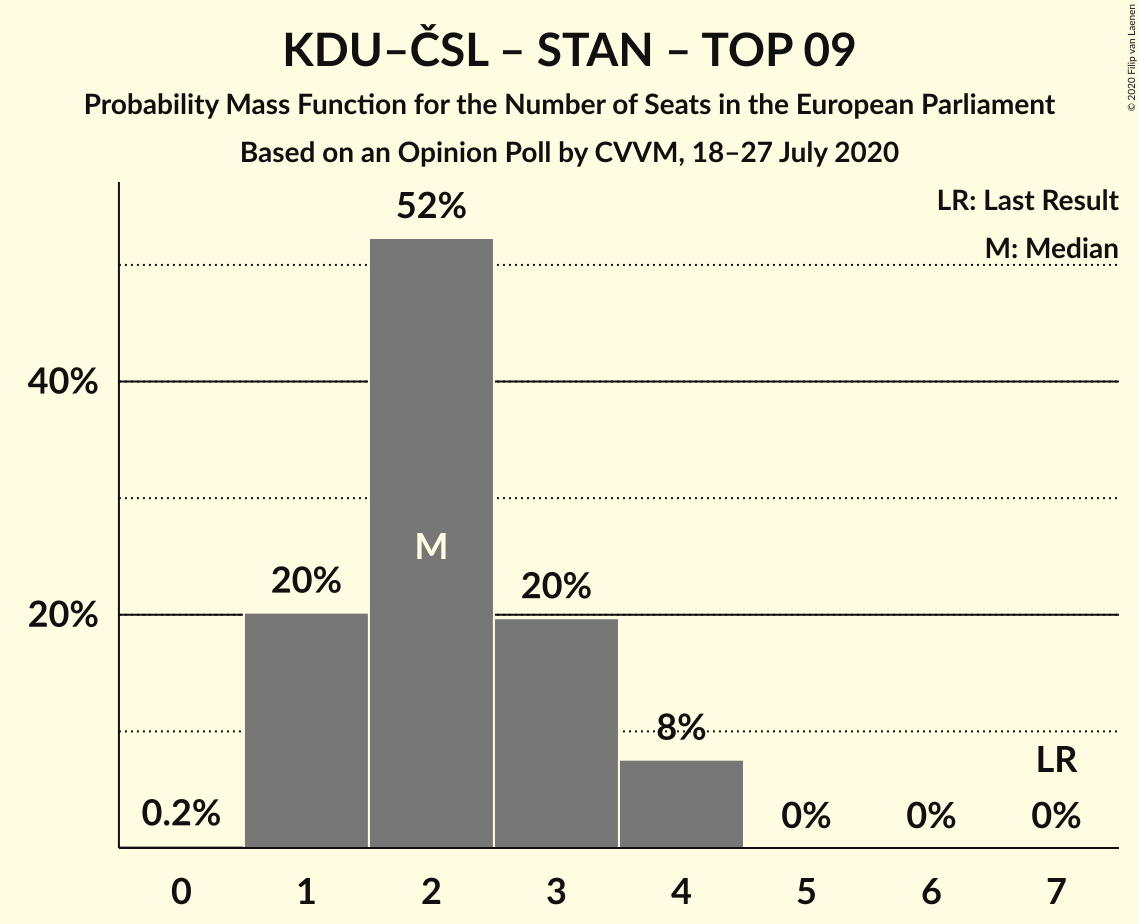 KDU–ČSL – STAN – TOP 09
Probability Mass Function for the Number of Seats in the European Parliament
Based on an Opinion Poll by CVVM, 18–27 July 2020
© 2020 Filip van Laenen
LR: Last Result
M: Median
52%
40%
M
20%
20%
20%
8%
LR
0.2%
0%
0%
0%
0 1 2 3 4 5 6 7